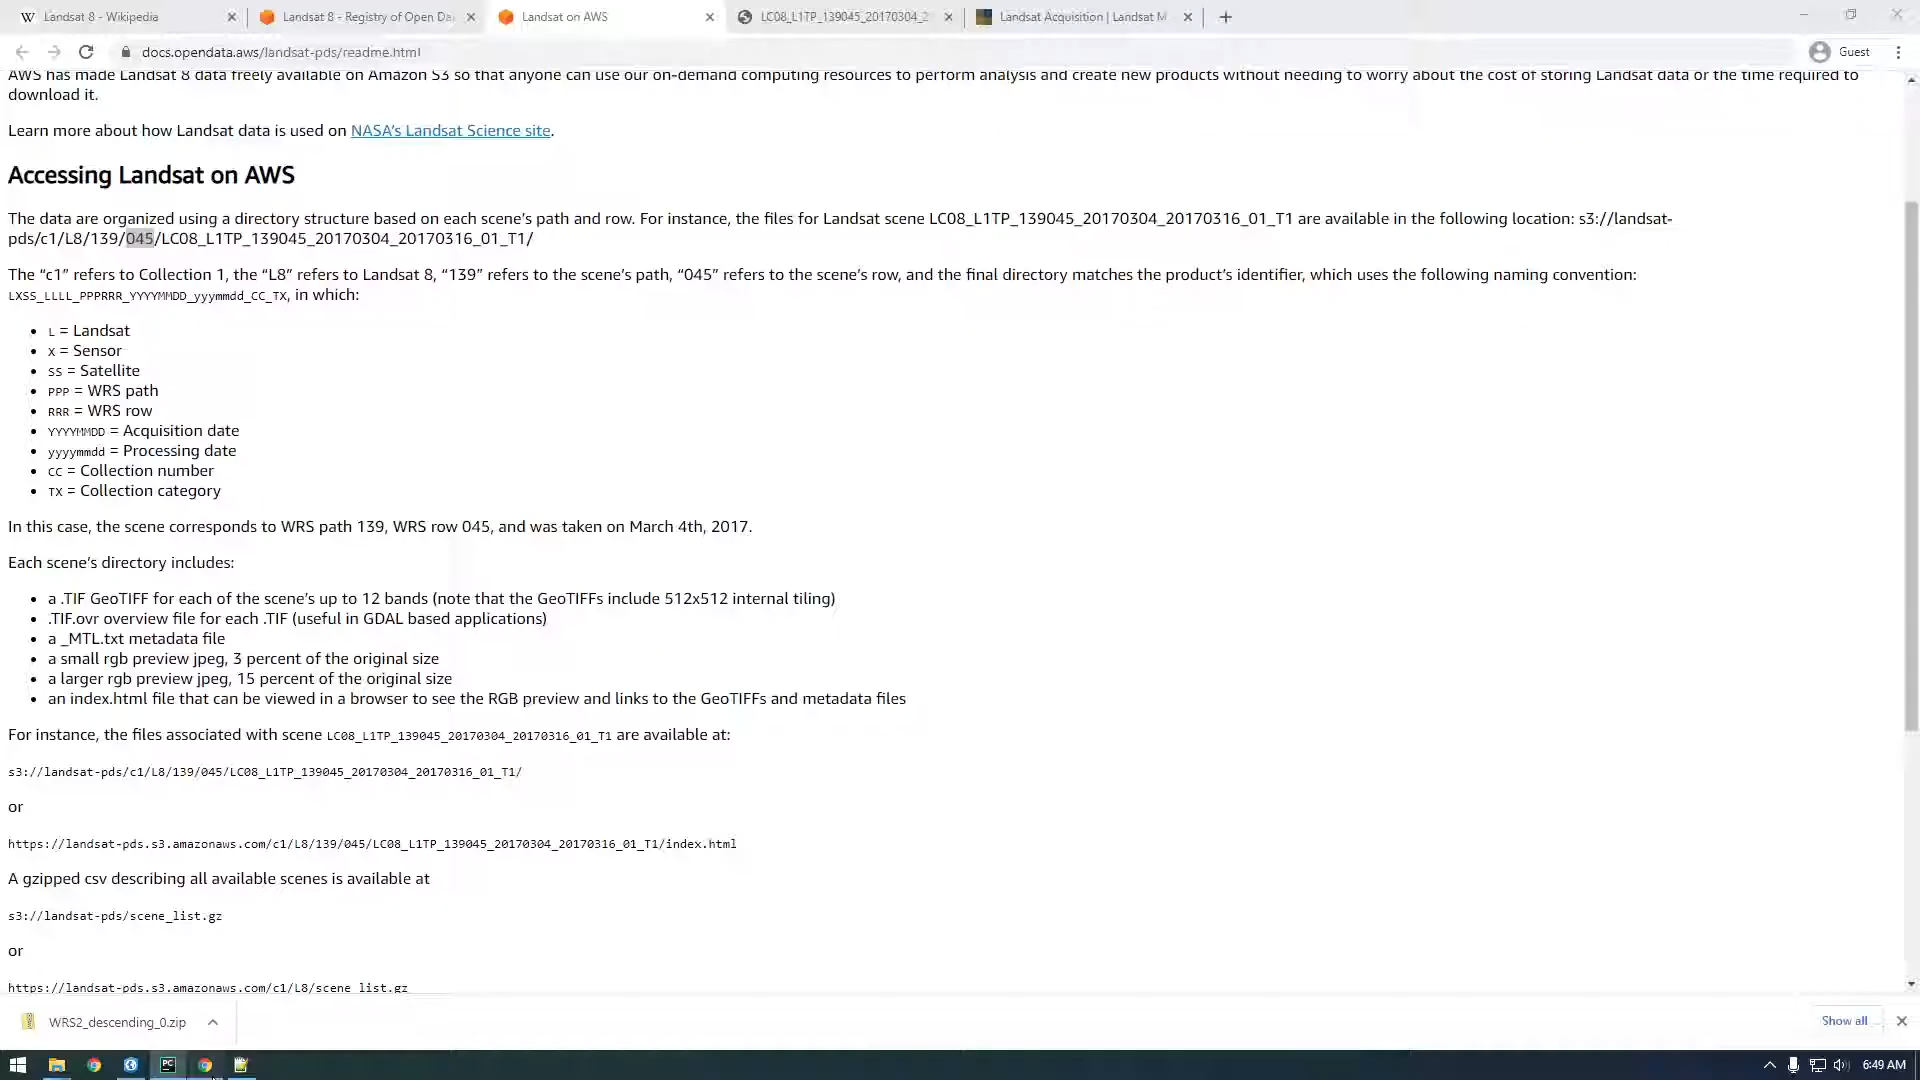 Landsat 8 - Wikipedia
Landsat 8 - Registry of Open Da
Landsat on AWS
LC08_L1TP_139045_20170304_2
Landsat Acquisition | Landsat M
docs.opendata.aws/landsat-pds/readme.html
Guest
AWS has made Landsat 8 data freely available on Amazon S3 so that anyone can use our on-demand computing resources to perform analysis and create new products without needing to worry about the cost of storing Landsat data or the time required to
download it.
Learn more about how Landsat data is used on NASA's Landsat Science site.
Accessing Landsat on AWS
The data are organized using a directory structure based on each scene's path and row. For instance, the files for Landsat scene LC08_L1TP_139045_20170304_20170316_01_T1 are available in the following location: s3://landsat-
pds/c1/L8/139/045/LC08_L1TP_139045_20170304_20170316_01_T1/
The "c1" refers to Collection 1, the "L8" refers to Landsat 8, "139" refers to the scene's path, "045" refers to the scene's row, and the final directory matches the product's identifier, which uses the following naming convention:
LXSS_LLLL_PPPRRR_YYYYMMDD_yyymmdd_CC_TX, in which:
• L = Landsat
• X = Sensor
• SS = Satellite
• PPP = WRS path
• RRR = WRS row
• YYYYMMDD = Acquisition date
• yyyymmdd = Processing date
• CC = Collection number
• TX = Collection category
In this case, the scene corresponds to WRS path 139, WRS row 045, and was taken on March 4th, 2017.
Each scene's directory includes:
• a .TIF GeoTIFF for each of the scene's up to 12 bands (note that the GeoTIFFs include 512x512 internal tiling)
• .TIF.ovr overview file for each .TIF (useful in GDAL based applications)
• a _MTL.txt metadata file
• a small rgb preview jpeg, 3 percent of the original size
• a larger rgb preview jpeg, 15 percent of the original size
• an index.html file that can be viewed in a browser to see the RGB preview and links to the GeoTIFFs and metadata files
For instance, the files associated with scene LC08_L1TP_139045_20170304_20170316_01_T1 are available at:
s3://landsat-pds/c1/L8/139/045/LC08_L1TP_139045_20170304_20170316_01_T1/
or
https://landsat-pds.s3.amazonaws.com/c1/L8/139/045/LC08_L1TP_139045_20170304_20170316_01_T1/index.html
A gzipped csv describing all available scenes is available at
s3://landsat-pds/scene_list.gz
or
https://landsat-pds.s3.amazonaws.com/c1/L8/scene_list.gz
WRS2_descending_0.zip
Show all
PC
6:49 AM